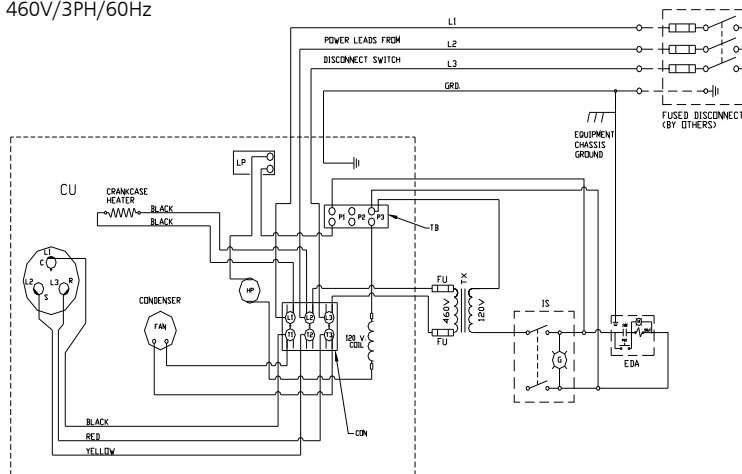 460V/3PH/60Hz
L1
POWER LEADS FROM
L2
DISCONNECT SWITCH
L3
GRD.
FUSED DISCONNECT
(BY OTHERS)
EQUIPMENT
CHASSIS
GROUND
LP
CU
CRANKCASE
HEATER
BLACK
BLACK
P1 P2 P3
TB
L1
C
L2
L3
R
S
HP
CONDENSER
FAN
L1 L2 L3
T1 T2 T3
120 V.
COIL
FU
TX
460V
120V
FU
IS
G
EDA
BLACK
RED
YELLOW
CON